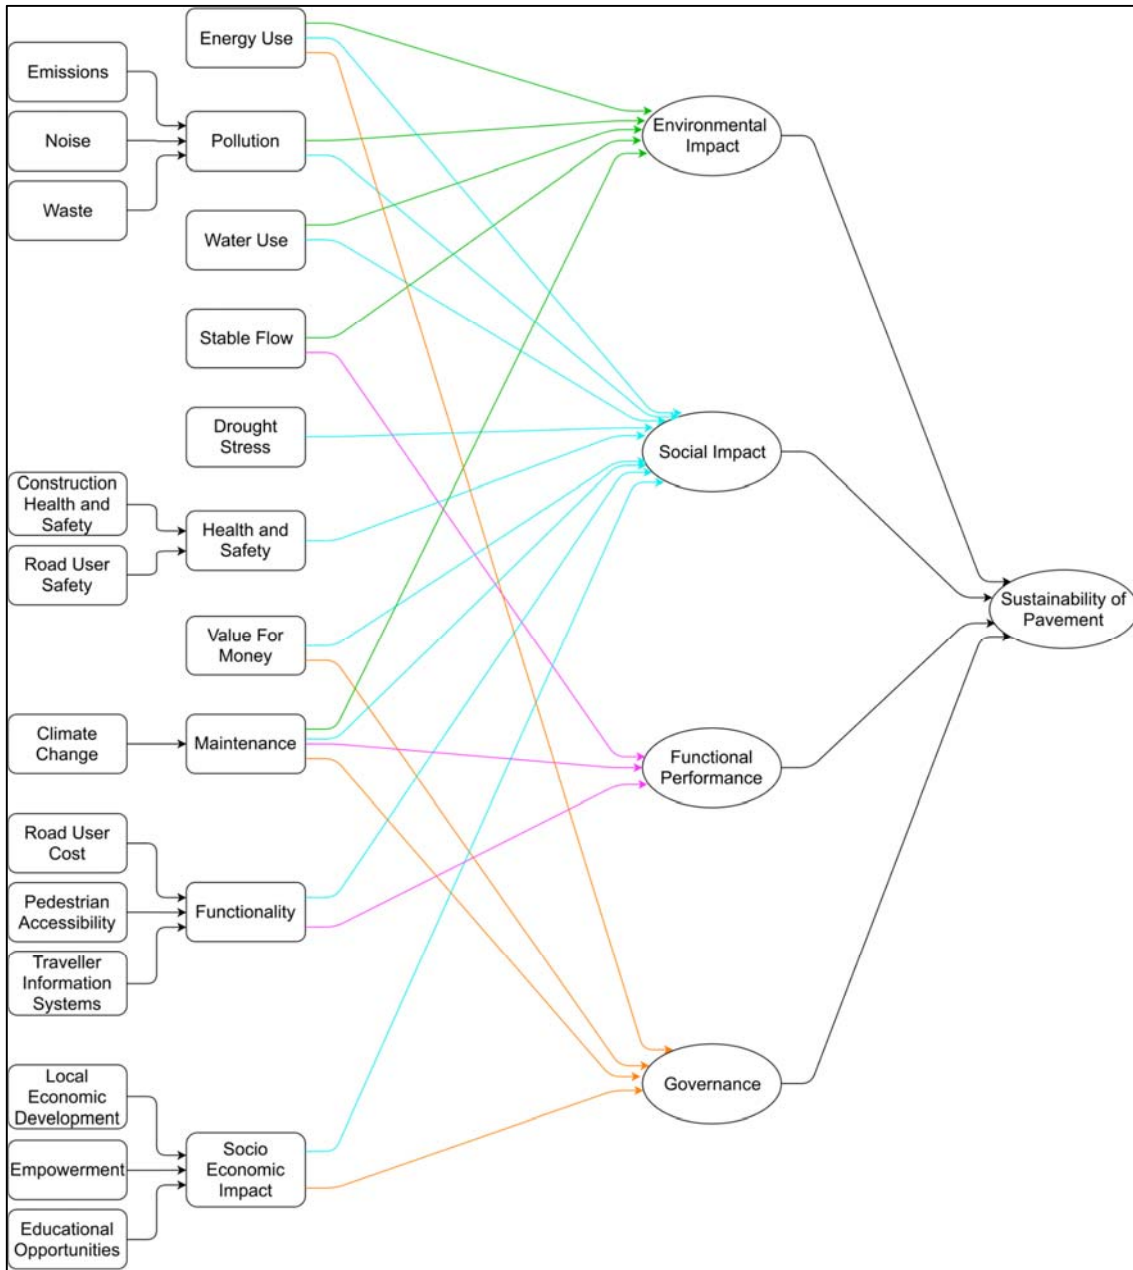 Energy Use
Emissions
Noise
Pollution
Waste
Water Use
Stable Flow
Drought
Stress
Construction
Health and
Safety
Health and
Safety
Road User
Safety
Value For
Money
Climate
Change
Maintenance
Road User
Cost
Pedestrian
Accessibility
Functionality
Traveller
Information
Systems
Local
Economic
Development
Empowerment
Socio
Economic
Impact
Educational
Opportunities
Environmental
Impact
Social Impact
Functional
Performance
Governance
Sustainability of
Pavement